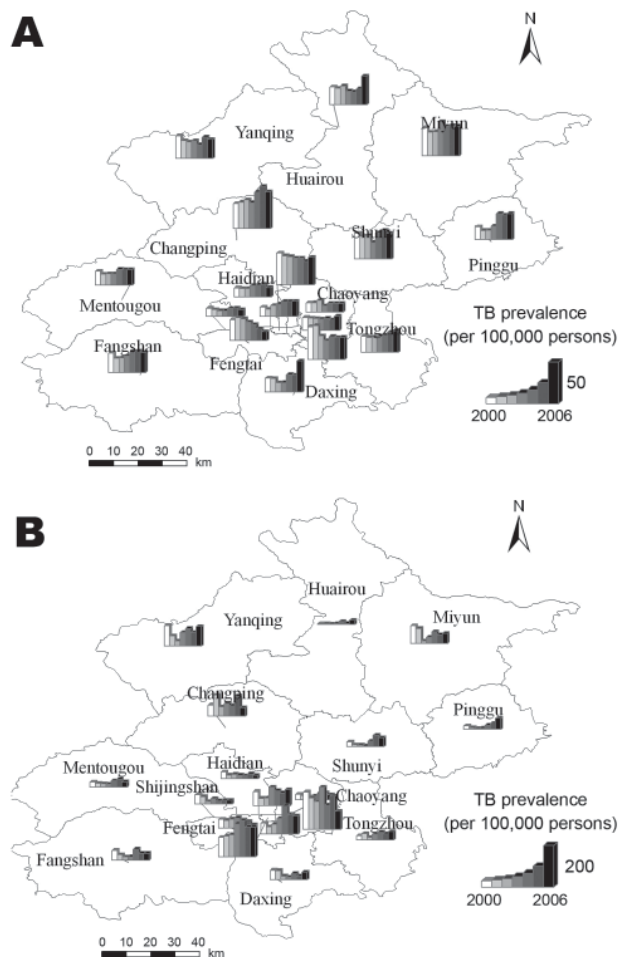 A
N
Yanqing
Miyun
Huairou
Changping
Shunyi
Pinggu
Haidian
Chaoyang
Mentougou
Tongzhou
Fangshan
Fengtai
Daxing
TB prevalence
(per 100,000 persons)
50
2000 2006
0 10 20 30 40
km
B
N
Huairou
Yanqing
Miyun
Changping
Pinggu
Shunyi
Haidian
Mentougou
Shijingshan
Chaoyang
Fengtai
Tongzhou
Fangshan
Daxing
TB prevalence
(per 100,000 persons)
200
2000 2006
0 10 20 30 40
km